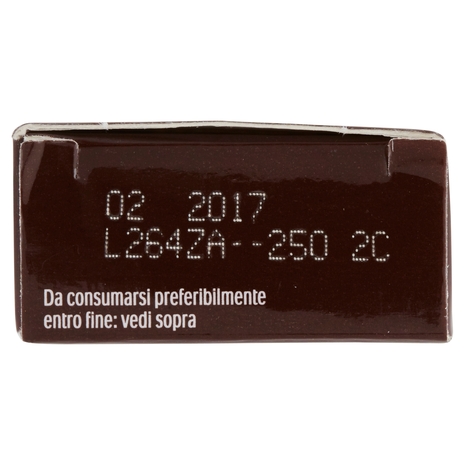 02 2017
L264ZA--250 2C
Da consumarsi preferibilmente
entro fine: vedi sopra